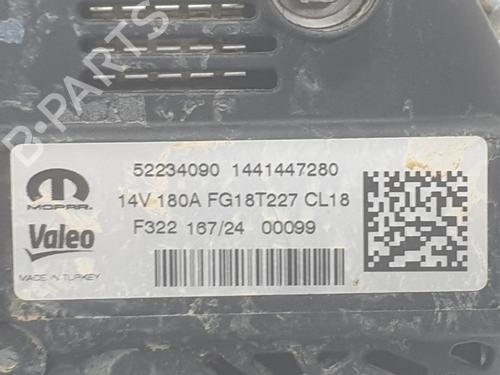 B-PARTS
52234090 1441447280
14V 180A FG18T227 CL18
F322 167/24 00099
MOPAR
Valeo
MADE IN TURKEY